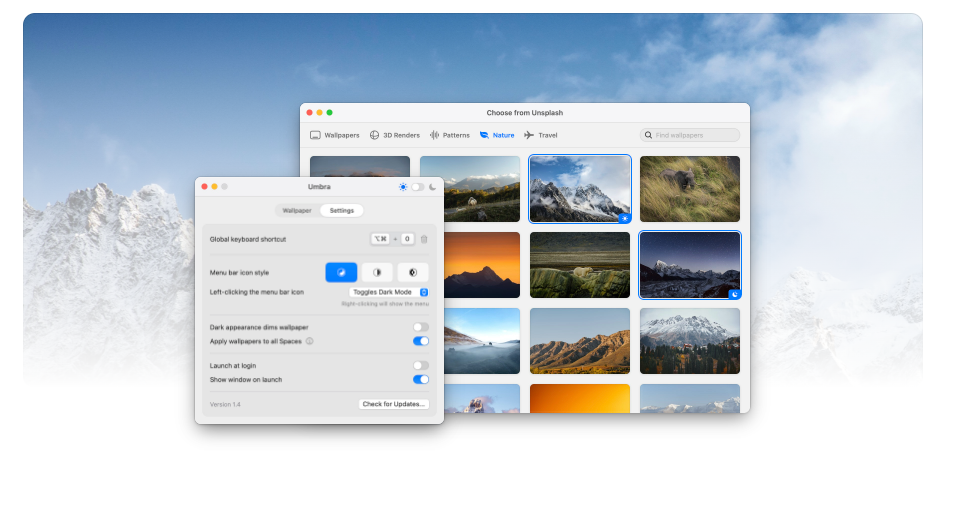 Choose from Unsplash
Wallpapers 3D Renders Patterns Nature Travel Find wallpapers
Umbra
Wallpaper Settings
Global keyboard shortcut ⌥⌘ + 0
Menu bar icon style
Left-clicking the menu bar icon Toggles Dark Mode
Right-clicking will show the menu
Dark appearance dims wallpaper
Apply wallpapers to all Spaces
Launch at login
Show window on launch
Version 1.4 Check for Updates...